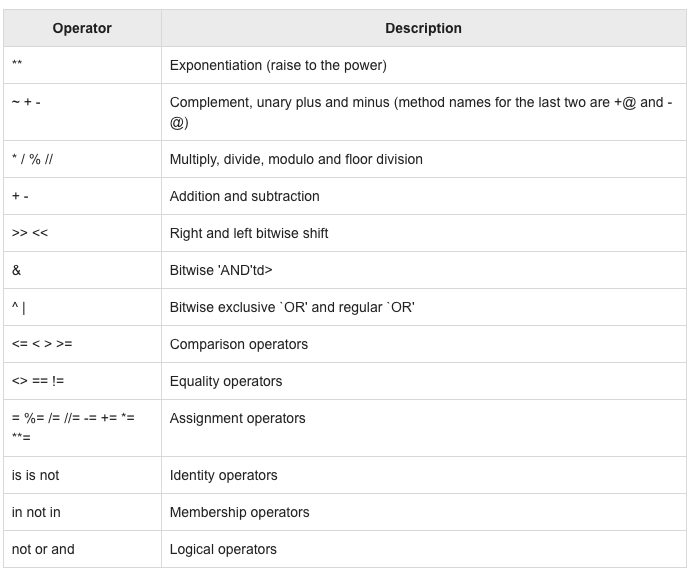 Operator Description
** Exponentiation (raise to the power)
~ + - Complement, unary plus and minus (method names for the last two are +@ and -
@)
* / % // Multiply, divide, modulo and floor division
+ - Addition and subtraction
>> << Right and left bitwise shift
& Bitwise 'AND'td>
^ | Bitwise exclusive `OR' and regular `OR'
<= < > >= Comparison operators
<> == != Equality operators
= %= /= //= -= += *= Assignment operators
**=
is is not Identity operators
in not in Membership operators
not or and Logical operators